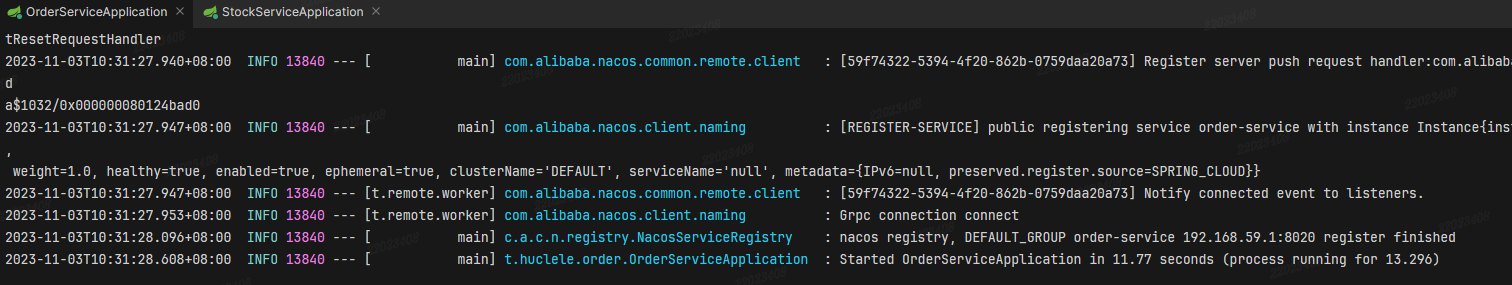 OrderServiceApplication × StockServiceApplication ×
tResetRequestHandler
2023-11-03T10:31:27.940+08:00  INFO 13840 --- [           main] com.alibaba.nacos.common.remote.client   : [59f74322-5394-4f20-862b-0759daa20a73] Register server push request handler:com.alibaba
d
a$1032/0x000000080124bad0
2023-11-03T10:31:27.947+08:00  INFO 13840 --- [           main] com.alibaba.nacos.client.naming          : [REGISTER-SERVICE] public registering service order-service with instance Instance{inst
,
 weight=1.0, healthy=true, enabled=true, ephemeral=true, clusterName='DEFAULT', serviceName='null', metadata={IPv6=null, preserved.register.source=SPRING_CLOUD}}
2023-11-03T10:31:27.947+08:00  INFO 13840 --- [t.remote.worker] com.alibaba.nacos.common.remote.client   : [59f74322-5394-4f20-862b-0759daa20a73] Notify connected event to listeners.
2023-11-03T10:31:27.953+08:00  INFO 13840 --- [t.remote.worker] com.alibaba.nacos.client.naming          : Grpc connection connect
2023-11-03T10:31:28.096+08:00  INFO 13840 --- [           main] c.a.c.n.registry.NacosServiceRegistry    : nacos registry, DEFAULT_GROUP order-service 192.168.59.1:8020 register finished
2023-11-03T10:31:28.608+08:00  INFO 13840 --- [           main] t.huclele.order.OrderServiceApplication  : Started OrderServiceApplication in 11.77 seconds (process running for 13.296)